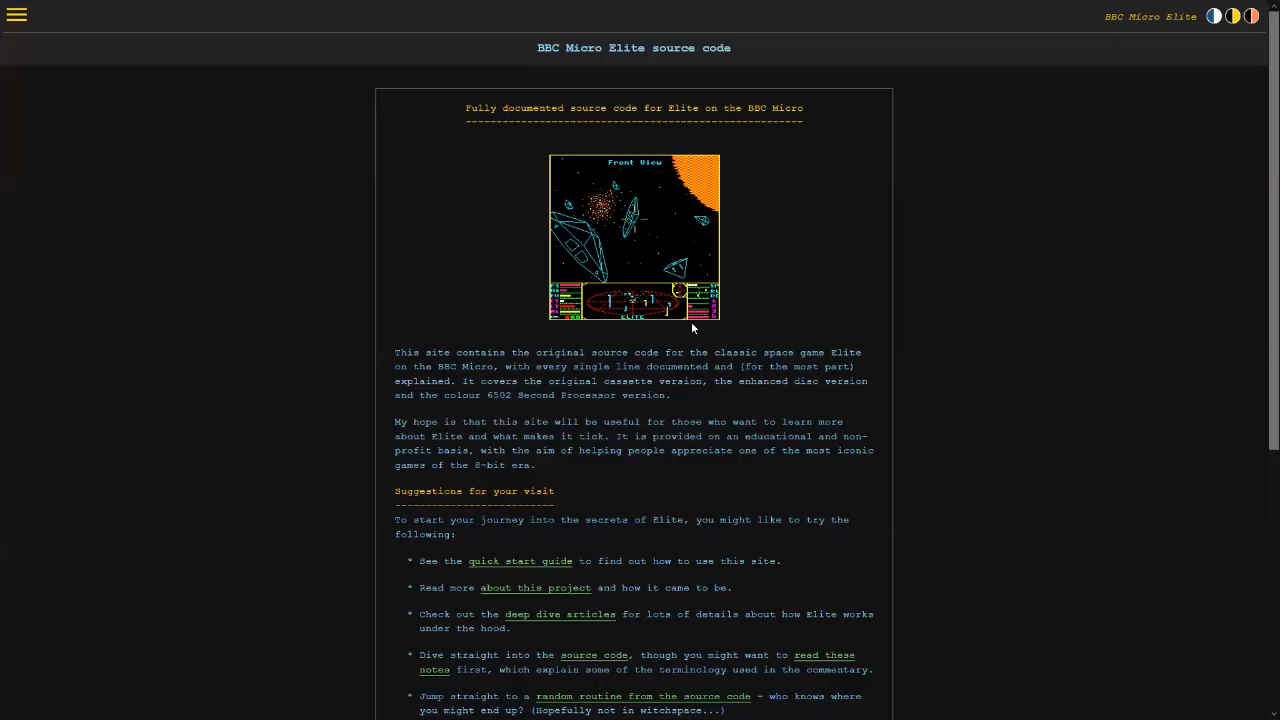 BBC Micro Elite
BBC Micro Elite source code
Fully documented source code for Elite on the BBC Micro
Front View
ELITE
This site contains the original source code for the classic space game Elite
on the BBC Micro, with every single line documented and (for the most part)
explained. It covers the original cassette version, the enhanced disc version
and the colour 6502 Second Processor version.
My hope is that this site will be useful for those who want to learn more
about Elite and what makes it tick. It is provided on an educational and non-
profit basis, with the aim of helping people appreciate one of the most iconic
games of the 8-bit era.
Suggestions for your visit
To start your journey into the secrets of Elite, you might like to try the
following:
* See the quick start guide to find out how to use this site.
* Read more about this project and how it came to be.
* Check out the deep dive articles for lots of details about how Elite works
under the hood.
* Dive straight into the source code, though you might want to read these
notes first, which explain some of the terminology used in the commentary.
* Jump straight to a random routine from the source code - who knows where
you might end up? (Hopefully not in witchspace...)